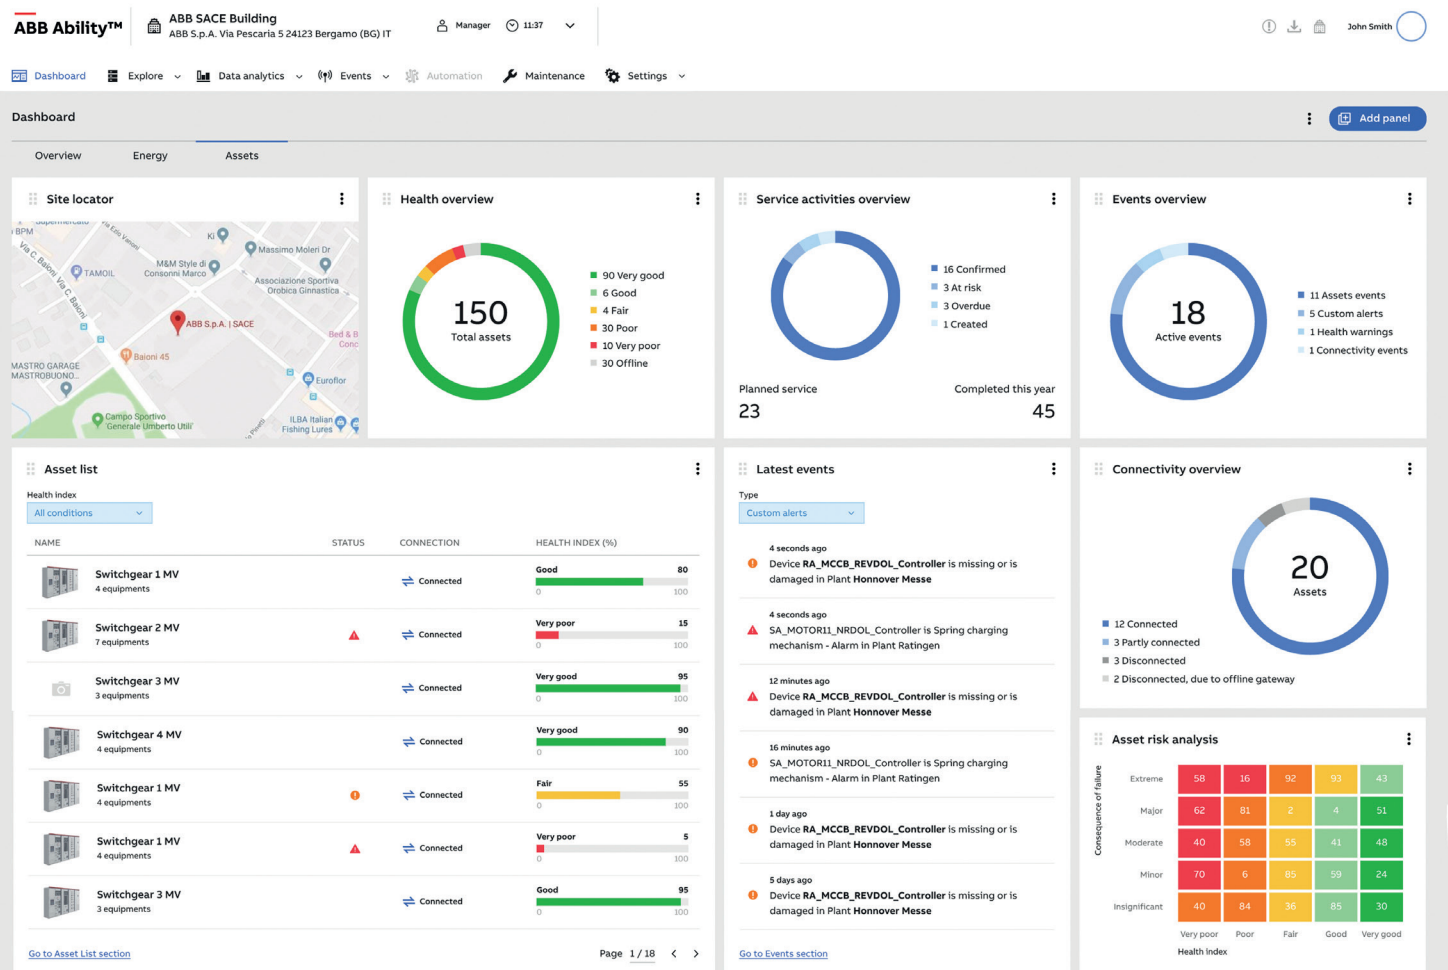 ABB Ability™
ABB SACE Building
ABB S.p.A. Via Pescaria 5 24123 Bergamo (BG) IT
Manager
11:37
John Smith
Dashboard
Explore
Data analytics
Events
Automation
Maintenance
Settings
Dashboard
Add panel
Overview
Energy
Assets
Site locator
BPM
Ki
Massimo Moleri Dr
Via C. Baioni
Via C. Baioni
TAMOIL
M&M Style di
Consonni Marco
Associazione Sportiva
Orobica Ginnastica
ABB S.p.A. | SACE
Bed & B
Conc
Baioni 45
MASTRO GARAGE
MASTROBUONO...
Euroflor
Campo Sportivo
'Generale Umberto Utili'
ILBA Italian
Fishing Lures
Health overview
150
Total assets
90 Very good
6 Good
4 Fair
30 Poor
10 Very poor
30 Offline
Service activities overview
16 Confirmed
3 At risk
3 Overdue
1 Created
Planned service
23
Completed this year
45
Events overview
18
Active events
11 Assets events
5 Custom alerts
1 Health warnings
1 Connectivity events
Asset list
Health index
All conditions
NAME STATUS CONNECTION HEALTH INDEX (%)
Switchgear 1 MV
4 equipments
Connected
Good 80
0 100
Switchgear 2 MV
7 equipments
Connected
Very poor 15
0 100
Switchgear 3 MV
3 equipments
Connected
Very good 95
0 100
Switchgear 4 MV
4 equipments
Connected
Very good 90
0 100
Switchgear 1 MV
4 equipments
Connected
Fair 55
0 100
Switchgear 1 MV
4 equipments
Connected
Very poor 5
0 100
Switchgear 3 MV
3 equipments
Connected
Good 95
0 100
Go to Asset List section
Page 1 / 18
Latest events
Type
Custom alerts
4 seconds ago
Device RA_MCCB_REVDOL_Controller is missing or is
damaged in Plant Honnover Messe
4 seconds ago
SA_MOTOR11_NRDOL_Controller is Spring charging
mechanism - Alarm in Plant Ratingen
12 minutes ago
Device RA_MCCB_REVDOL_Controller is missing or is
damaged in Plant Honnover Messe
16 minutes ago
SA_MOTOR11_NRDOL_Controller is Spring charging
mechanism - Alarm in Plant Ratingen
1 day ago
Device RA_MCCB_REVDOL_Controller is missing or is
damaged in Plant Honnover Messe
5 days ago
Device RA_MCCB_REVDOL_Controller is missing or is
damaged in Plant Honnover Messe
Go to Events section
Connectivity overview
20
Assets
12 Connected
3 Partly connected
3 Disconnected
2 Disconnected, due to offline gateway
Asset risk analysis
Consequence of failure
Extreme 58 16 92 93 43
Major 62 81 2 4 51
Moderate 40 58 55 41 48
Minor 70 6 85 59 24
Insignificant 40 84 36 85 30
Very poor Poor Fair Good Very good
Health index